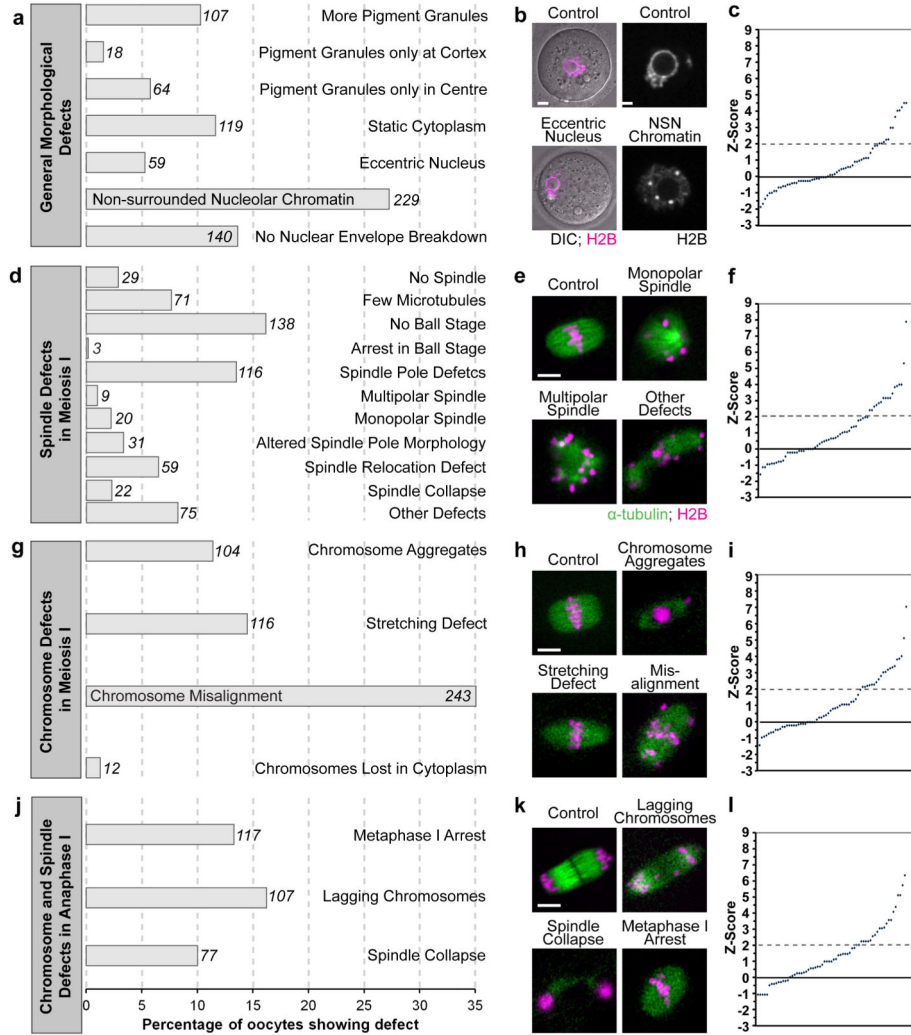 a
General Morphological
Defects
107
More Pigment Granules
18
Pigment Granules only at Cortex
64
Pigment Granules only in Centre
119
Static Cytoplasm
59
Eccentric Nucleus
Non-surrounded Nucleolar Chromatin
229
140
No Nuclear Envelope Breakdown
b
Control
Control
Eccentric
Nucleus
NSN
Chromatin
DIC; H2B
H2B
c
Z-Score
9
8
7
6
5
4
3
2
1
0
-1
-2
-3
d
Spindle Defects
in Meiosis I
29
No Spindle
71
Few Microtubules
138
No Ball Stage
3
Arrest in Ball Stage
116
Spindle Pole Defetcs
9
Multipolar Spindle
20
Monopolar Spindle
31
Altered Spindle Pole Morphology
59
Spindle Relocation Defect
22
Spindle Collapse
75
Other Defects
e
Control
Monopolar
Spindle
Multipolar
Spindle
Other
Defects
α-tubulin; H2B
f
Z-Score
9
8
7
6
5
4
3
2
1
0
-1
-2
-3
g
Chromosome Defects
in Meiosis I
104
Chromosome Aggregates
116
Stretching Defect
Chromosome Misalignment
243
12
Chromosomes Lost in Cytoplasm
h
Control
Chromosome
Aggregates
Stretching
Defect
Mis-
alignment
i
Z-Score
9
8
7
6
5
4
3
2
1
0
-1
-2
-3
j
Chromosome and Spindle
Defects in Anaphase I
117
Metaphase I Arrest
107
Lagging Chromosomes
77
Spindle Collapse
0 5 10 15 20 25 30 35
Percentage of oocytes showing defect
k
Control
Lagging
Chromosomes
Spindle
Collapse
Metaphase I
Arrest
l
Z-Score
9
8
7
6
5
4
3
2
1
0
-1
-2
-3